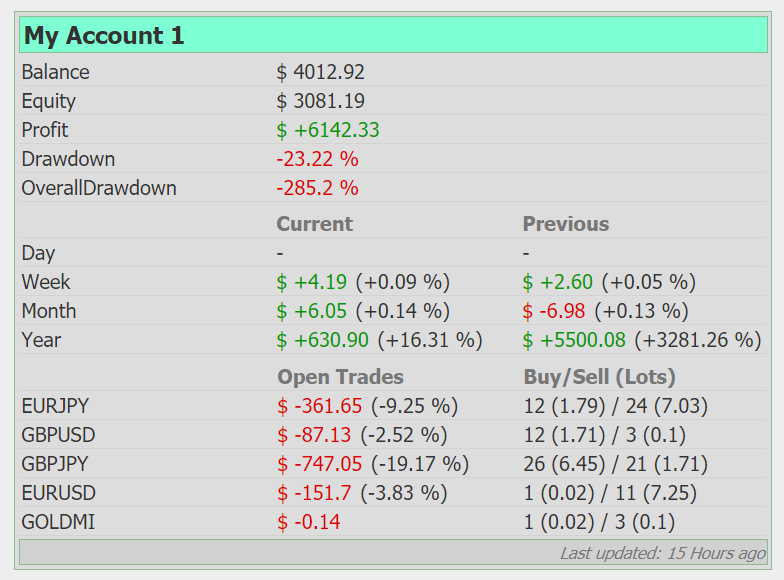 My Account 1
Balance $ 4012.92
Equity $ 3081.19
Profit $ +6142.33
Drawdown -23.22 %
OverallDrawdown -285.2 %
Current Previous
Day - -
Week $ +4.19 (+0.09 %) $ +2.60 (+0.05 %)
Month $ +6.05 (+0.14 %) $ -6.98 (+0.13 %)
Year $ +630.90 (+16.31 %) $ +5500.08 (+3281.26 %)
Open Trades Buy/Sell (Lots)
EURJPY $ -361.65 (-9.25 %) 12 (1.79) / 24 (7.03)
GBPUSD $ -87.13 (-2.52 %) 12 (1.71) / 3 (0.1)
GBPJPY $ -747.05 (-19.17 %) 26 (6.45) / 21 (1.71)
EURUSD $ -151.7 (-3.83 %) 1 (0.02) / 11 (7.25)
GOLDMI $ -0.14 1 (0.02) / 3 (0.1)
Last updated: 15 Hours ago